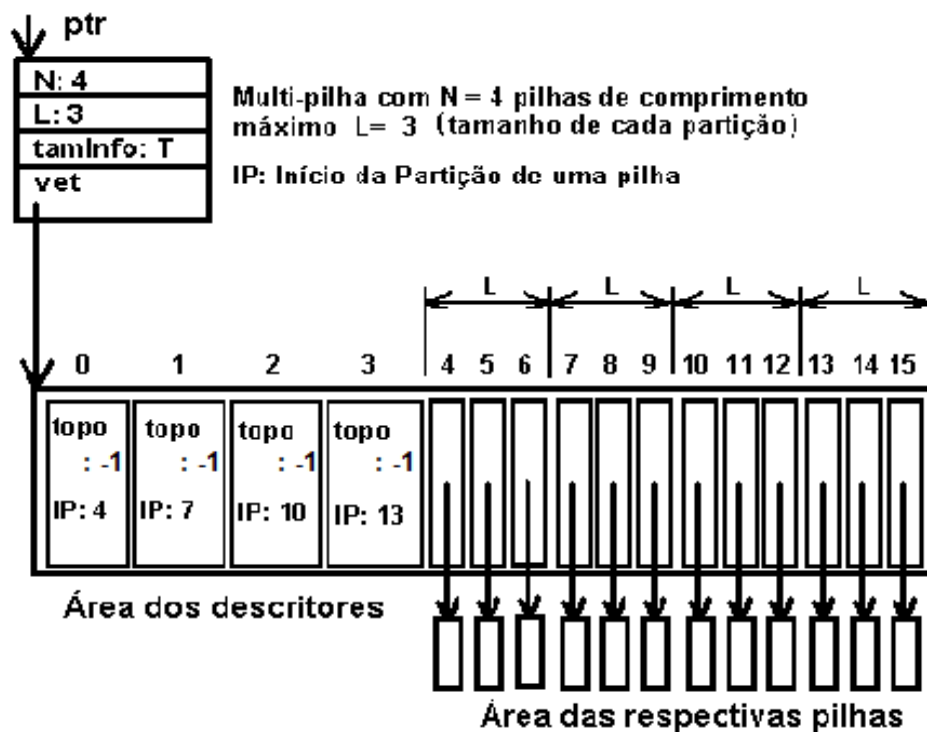 ptr
N: 4
L: 3
tamInfo: T
vet
Multi-pilha com N = 4 pilhas de comprimento
máximo L= 3 (tamanho de cada partição)
IP: Início da Partição de uma pilha
L L L L
0 1 2 3 4 5 6 7 8 9 10 11 12 13 14 15
topo topo topo topo
: -1 : -1 : -1 : -1
IP: 4 IP: 7 IP: 10 IP: 13
Área dos descritores
Área das respectivas pilhas